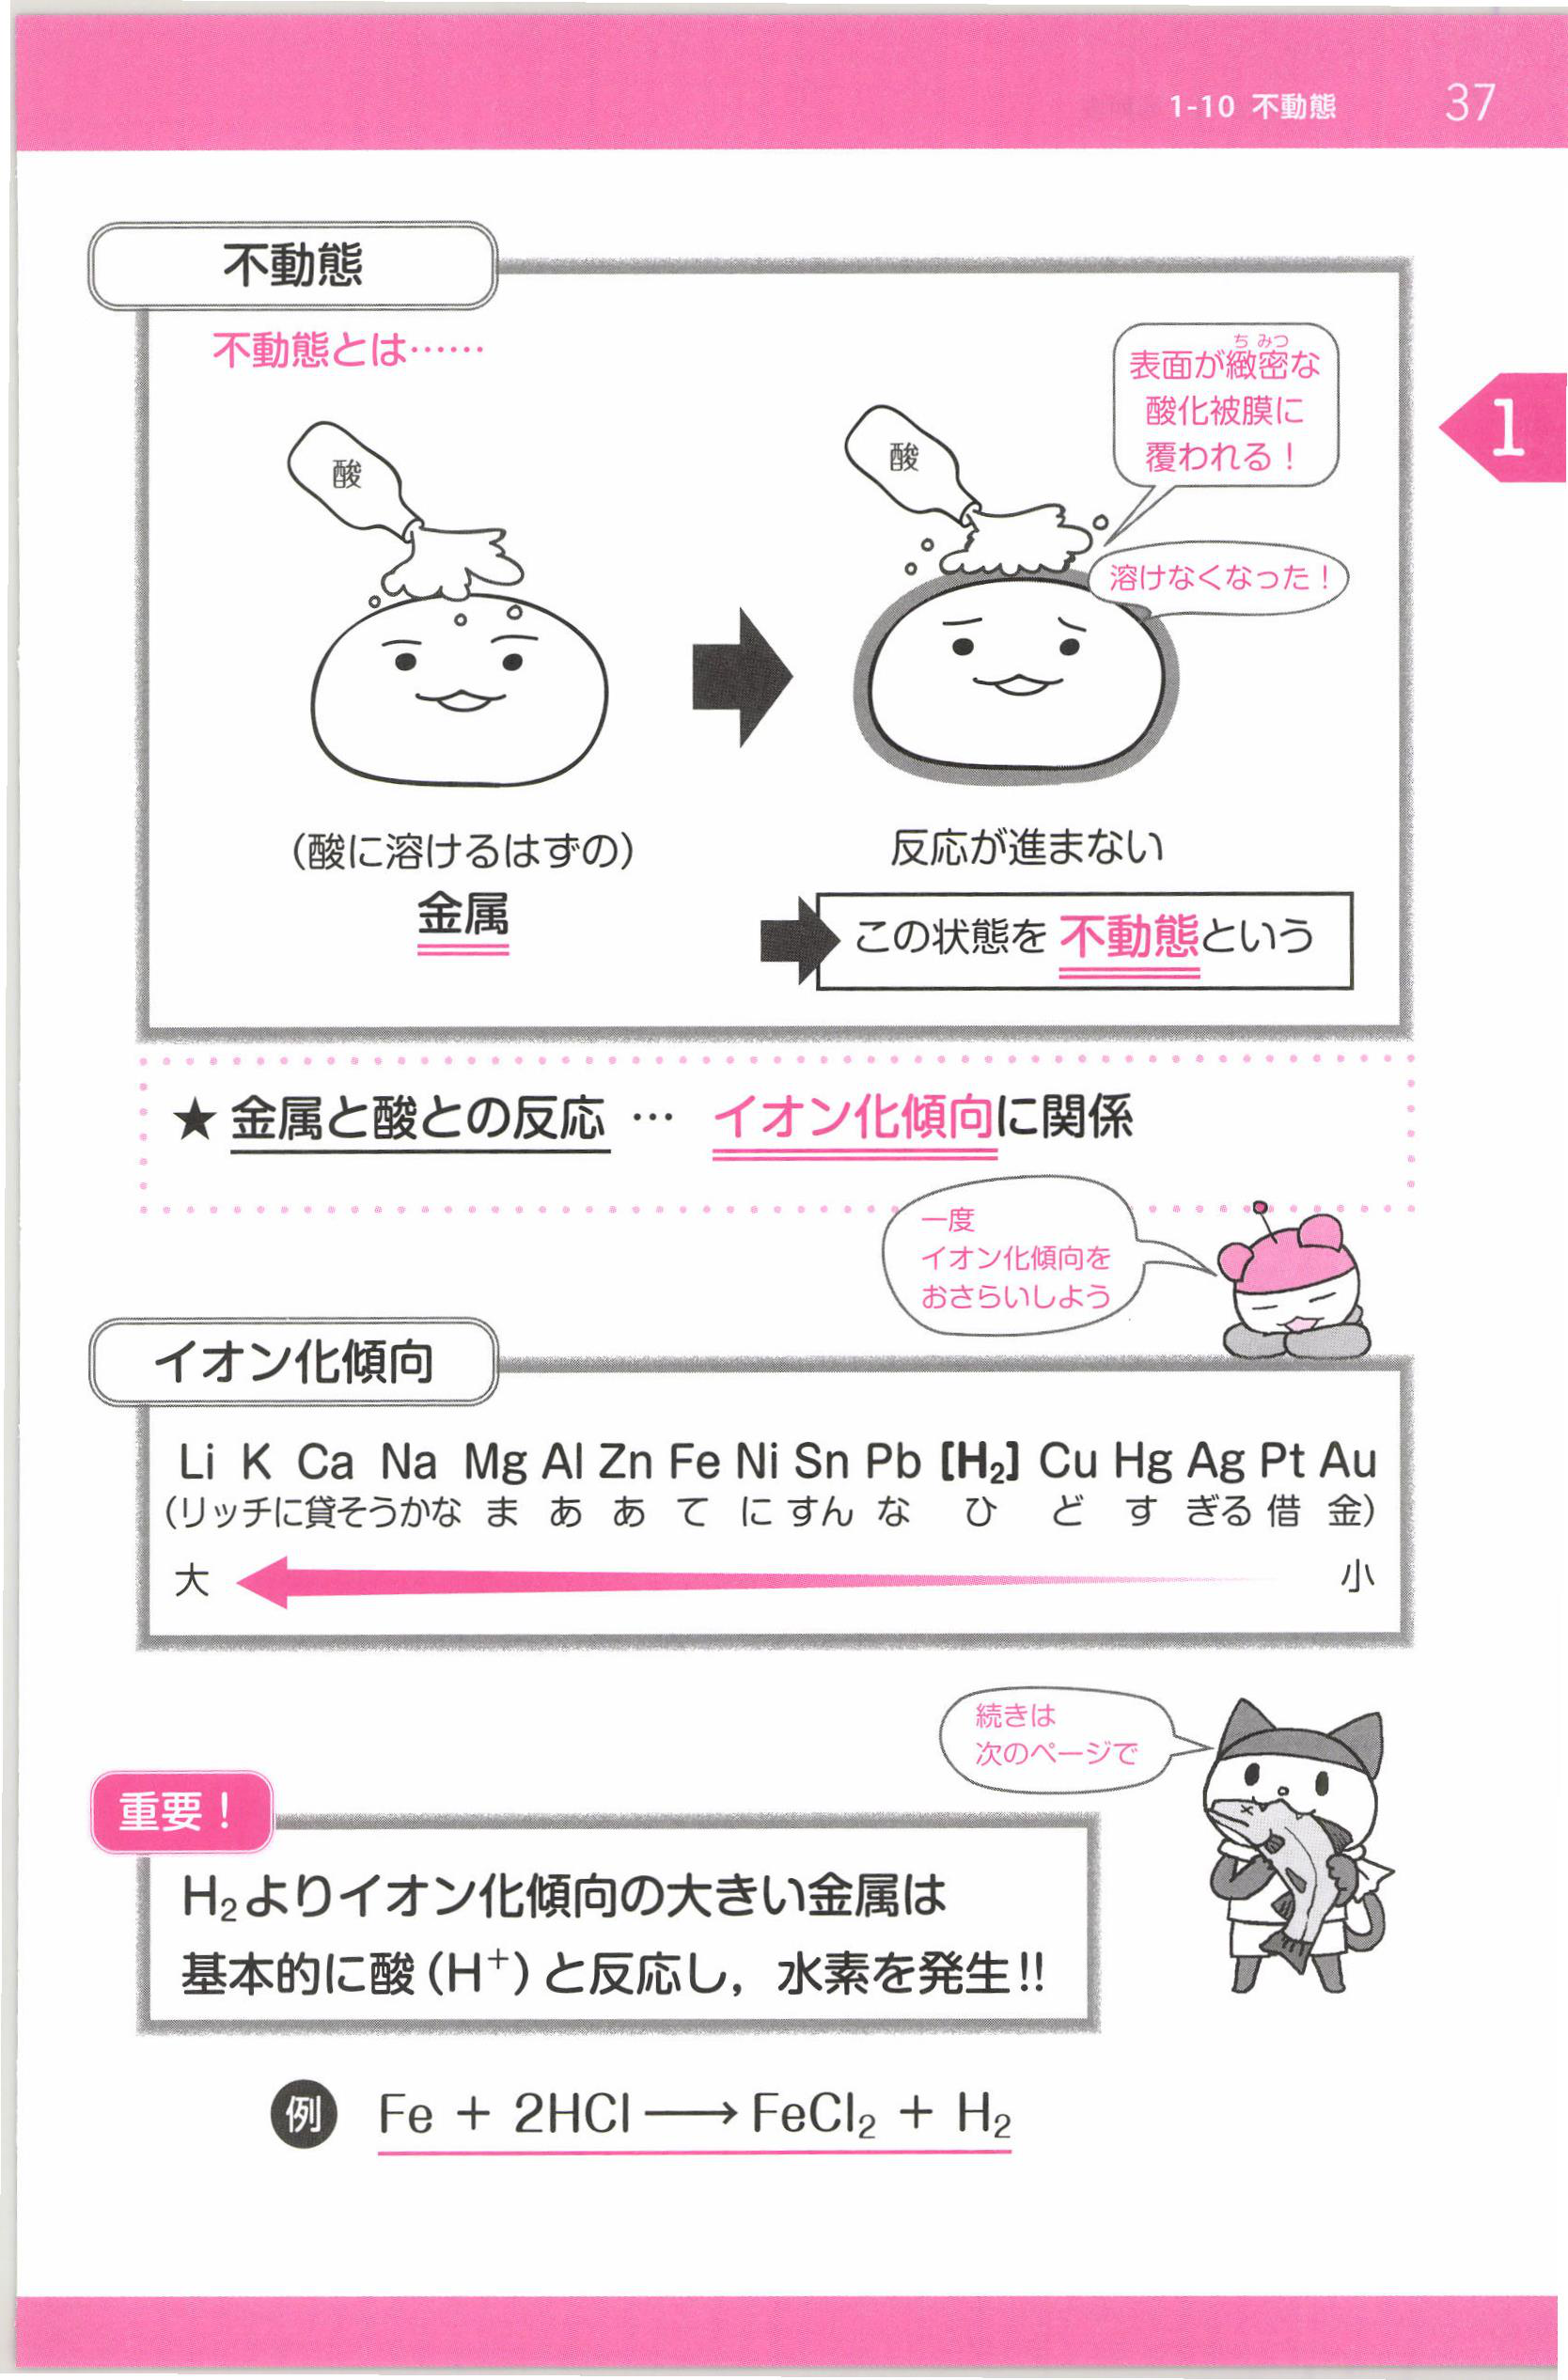 1-10 不動態 37
不動態
不動態とは……
表面が緻密な
ちみつ
酸化被膜に
覆われる！
酸
酸
溶けなくなった！
1
（酸に溶けるはずの）
金属
反応が進まない
この状態を 不動態という
★ 金属と酸との反応 … イオン化傾向に関係
一度
イオン化傾向を
おさらいしよう
イオン化傾向
Li K Ca Na Mg Al Zn Fe Ni Sn Pb [H₂] Cu Hg Ag Pt Au
（リッチに貸そうかな ま あ あ て に すん な ひ ど す ぎる 借 金）
大 小
続きは
次のページで
重要！
H₂よりイオン化傾向の大きい金属は
基本的に酸（H⁺）と反応し，水素を発生!!
例 Fe + 2HCl ⟶ FeCl₂ + H₂